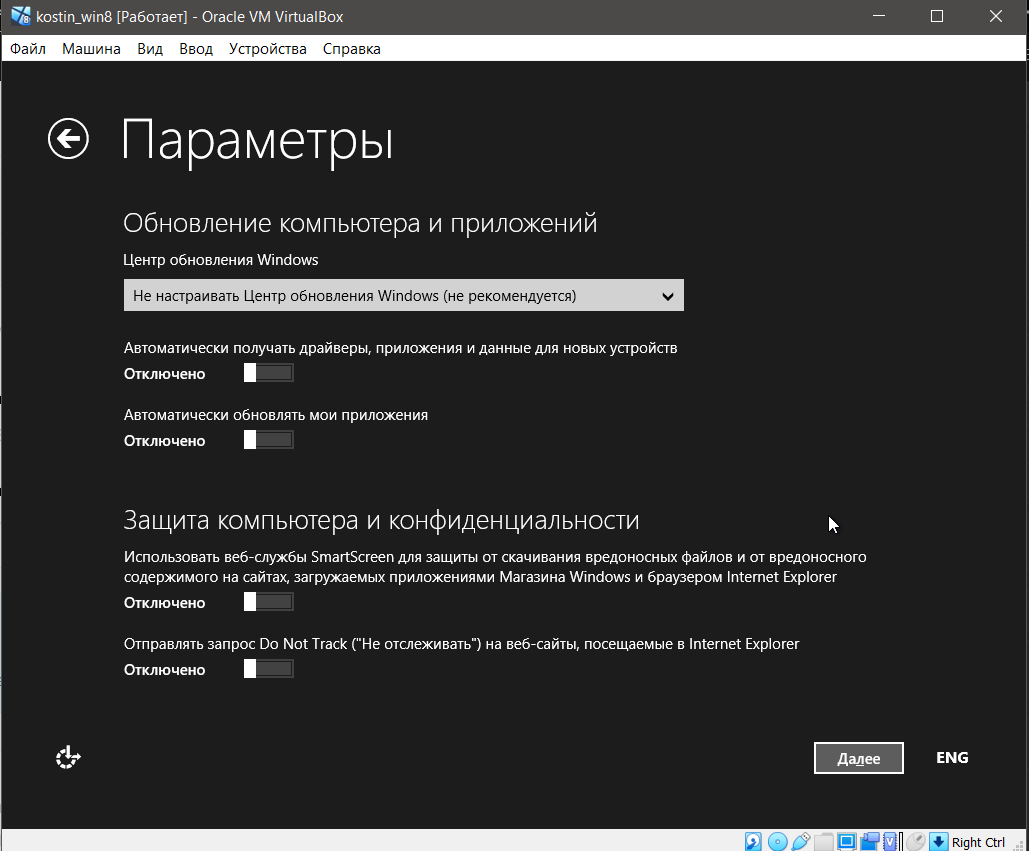 kostin_win8 [Работает] - Oracle VM VirtualBox
Файл Машина Вид Ввод Устройства Справка
Параметры
Обновление компьютера и приложений
Центр обновления Windows
Не настраивать Центр обновления Windows (не рекомендуется)
Автоматически получать драйверы, приложения и данные для новых устройств
Отключено
Автоматически обновлять мои приложения
Отключено
Защита компьютера и конфиденциальности
Использовать веб-службы SmartScreen для защиты от скачивания вредоносных файлов и от вредоносного
содержимого на сайтах, загружаемых приложениями Магазина Windows и браузером Internet Explorer
Отключено
Отправлять запрос Do Not Track ("Не отслеживать") на веб-сайты, посещаемые в Internet Explorer
Отключено
Далее ENG
Right Ctrl